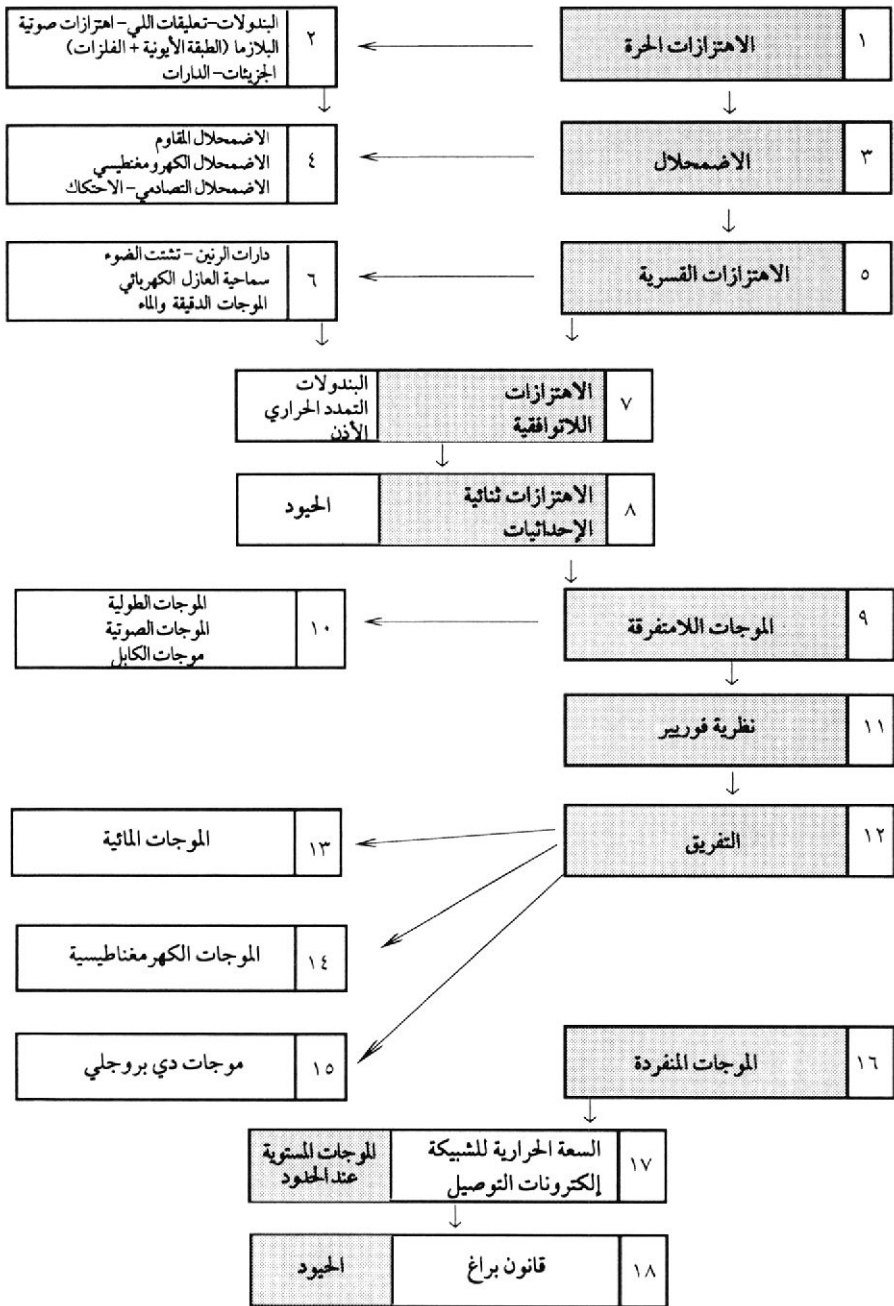 ١
الاهتزازات الحرة
٢
البندولات-تعليقات اللي-اهتزازات صوتية
البلازما (الطبقة الأيونية + الفلزات)
الجزيئات-الدارات
٣
الاضمحلال
٤
الاضمحلال المقاوم
الاضمحلال الكهرومغنطيسي
الاضمحلال التصادمي-الاحتكاك
٥
الاهتزازات القسرية
٦
دارات الرنين - تشتت الضوء
سماحية العازل الكهربائي
الموجات الدقيقة والماء
٧
الاهتزازات
اللاتوافقية
البندولات
التمدد الحراري
الأذن
٨
الاهتزازات ثنائية
الإحداثيات
الحيود
٩
الموجات اللامتفرقة
١٠
الموجات الطولية
الموجات الصوتية
موجات الكابل
١١
نظرية فوريير
١٢
التفريق
١٣
الموجات المائية
١٤
الموجات الكهرمغناطيسية
١٥
موجات دي بروجلي
١٦
الموجات المنفردة
١٧
السعة الحرارية للشبيكة
إلكترونات التوصيل
الموجات المستوية
عند الحدود
١٨
قانون براغ
الحيود